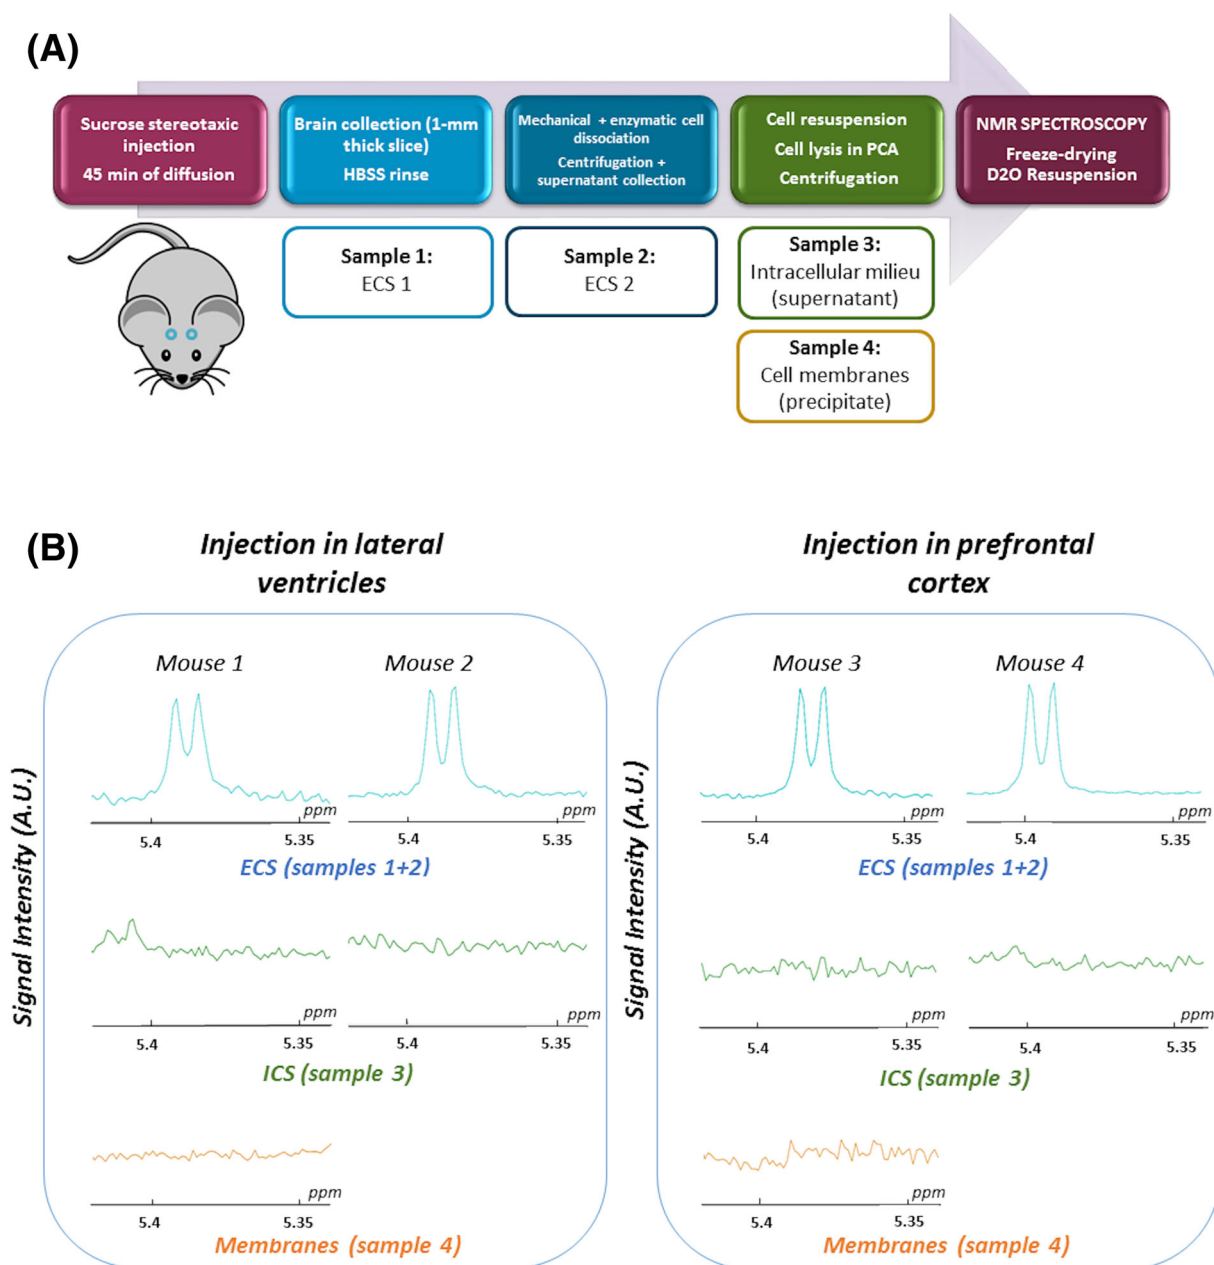 (A)
Sucrose stereotaxic
injection
45 min of diffusion
Brain collection (1-mm
thick slice)
HBSS rinse
Mechanical + enzymatic cell
dissociation
Centrifugation +
supernatant collection
Cell resuspension
Cell lysis in PCA
Centrifugation
NMR SPECTROSCOPY
Freeze-drying
D2O Resuspension
Sample 1:
ECS 1
Sample 2:
ECS 2
Sample 3:
Intracellular milieu
(supernatant)
Sample 4:
Cell membranes
(precipitate)
(B)
Injection in lateral
ventricles
Signal Intensity (A.U.)
Mouse 1
Mouse 2
ppm
5.4
5.35
ppm
5.4
5.35
ECS (samples 1+2)
ppm
5.4
5.35
ppm
5.4
5.35
ICS (sample 3)
ppm
5.4
5.35
Membranes (sample 4)
Injection in prefrontal
cortex
Signal Intensity (A.U.)
Mouse 3
Mouse 4
ppm
5.4
5.35
ppm
5.4
5.35
ECS (samples 1+2)
ppm
5.4
5.35
ppm
5.4
5.35
ICS (sample 3)
ppm
5.4
5.35
Membranes (sample 4)